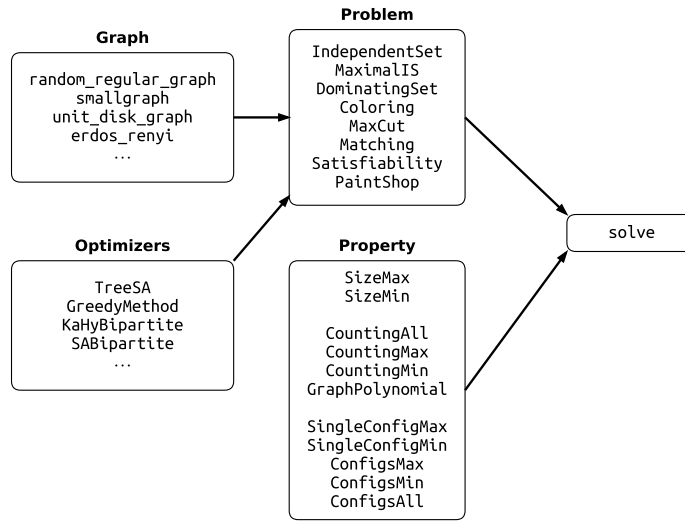 Graph
random_regular_graph
smallgraph
unit_disk_graph
erdos_renyi
...
Problem
IndependentSet
MaximalIS
DominatingSet
Coloring
MaxCut
Matching
Satisfiability
PaintShop
Optimizers
TreeSA
GreedyMethod
KaHyBipartite
SABipartite
...
Property
SizeMax
SizeMin
CountingAll
CountingMax
CountingMin
GraphPolynomial
SingleConfigMax
SingleConfigMin
ConfigsMax
ConfigsMin
ConfigsAll
solve